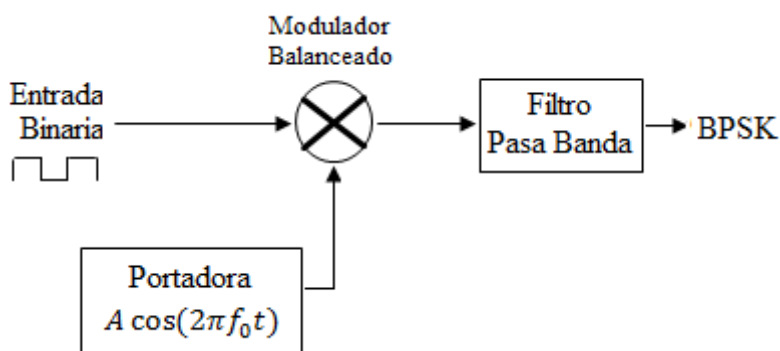 Modulador
Balanceado
Entrada
Binaria
Filtro
Pasa Banda
BPSK
Portadora
A cos(2πf₀t)